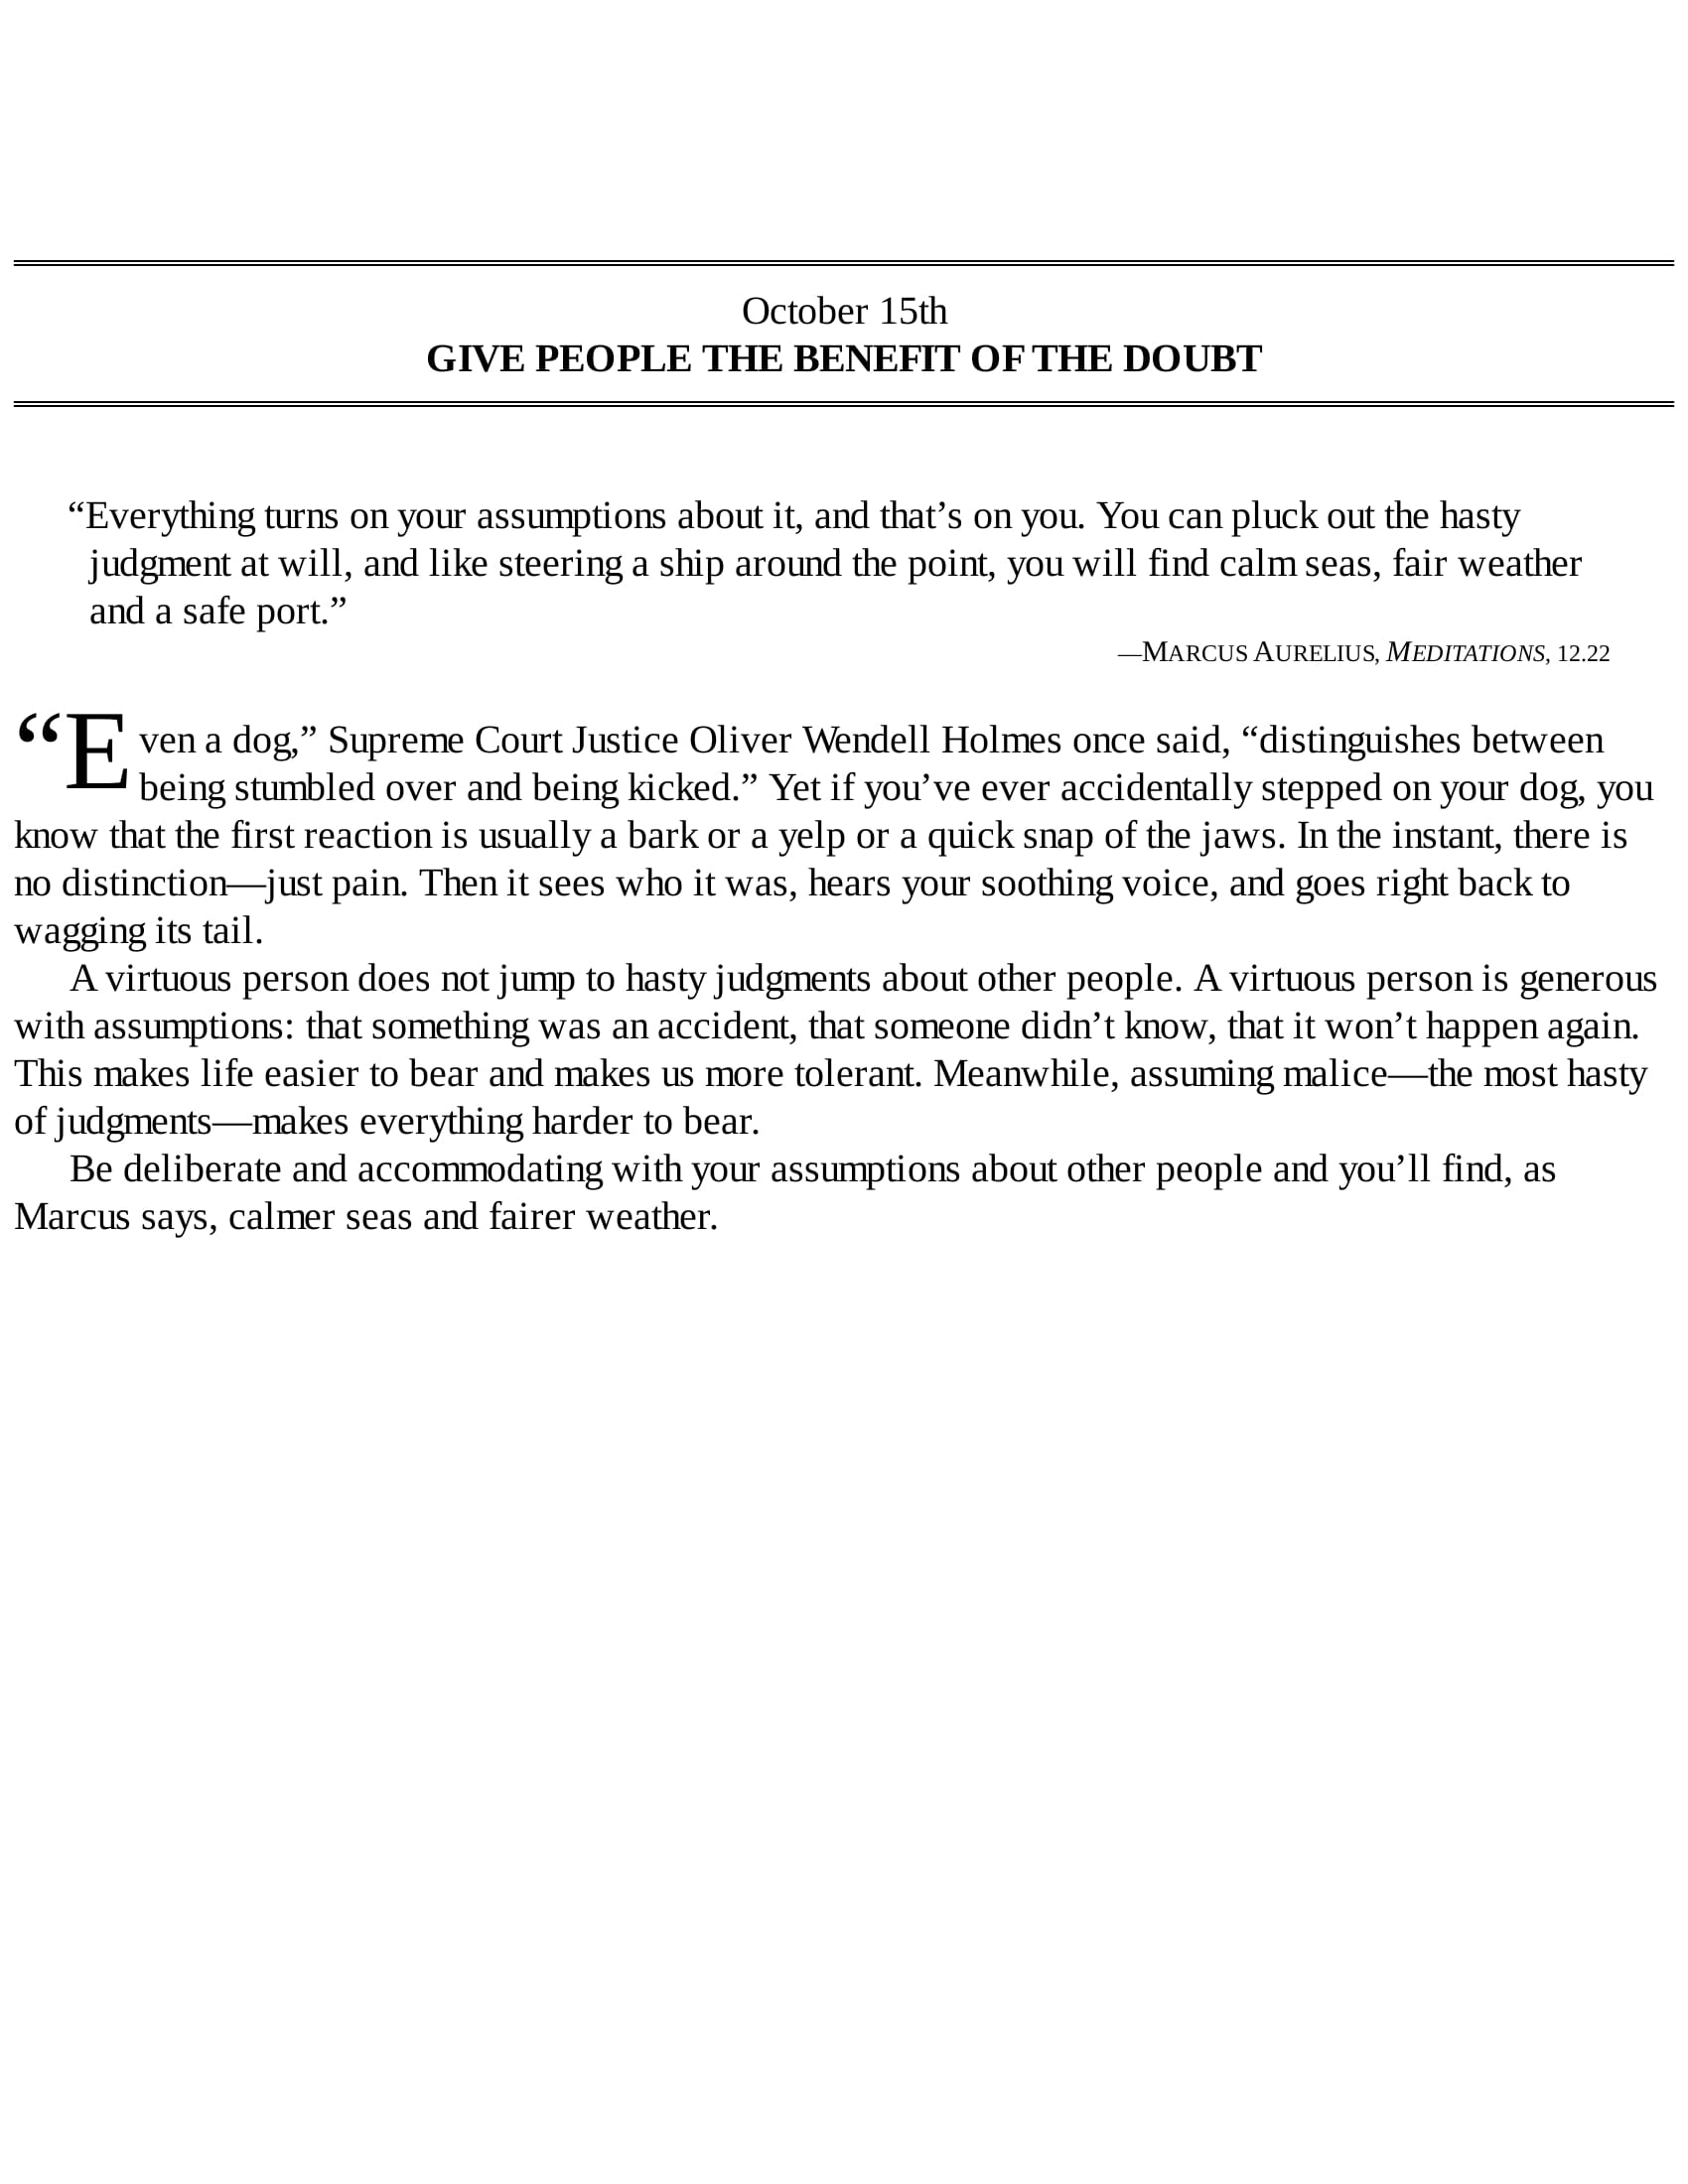 October 15th
GIVE PEOPLE THE BENEFIT OF THE DOUBT
“Everything turns on your assumptions about it, and that’s on you. You can pluck out the hasty
judgment at will, and like steering a ship around the point, you will find calm seas, fair weather
and a safe port.”
—MARCUS AURELIUS, MEDITATIONS, 12.22
“Even a dog,” Supreme Court Justice Oliver Wendell Holmes once said, “distinguishes between
being stumbled over and being kicked.” Yet if you’ve ever accidentally stepped on your dog, you
know that the first reaction is usually a bark or a yelp or a quick snap of the jaws. In the instant, there is
no distinction—just pain. Then it sees who it was, hears your soothing voice, and goes right back to
wagging its tail.
A virtuous person does not jump to hasty judgments about other people. A virtuous person is generous
with assumptions: that something was an accident, that someone didn’t know, that it won’t happen again.
This makes life easier to bear and makes us more tolerant. Meanwhile, assuming malice—the most hasty
of judgments—makes everything harder to bear.
Be deliberate and accommodating with your assumptions about other people and you’ll find, as
Marcus says, calmer seas and fairer weather.